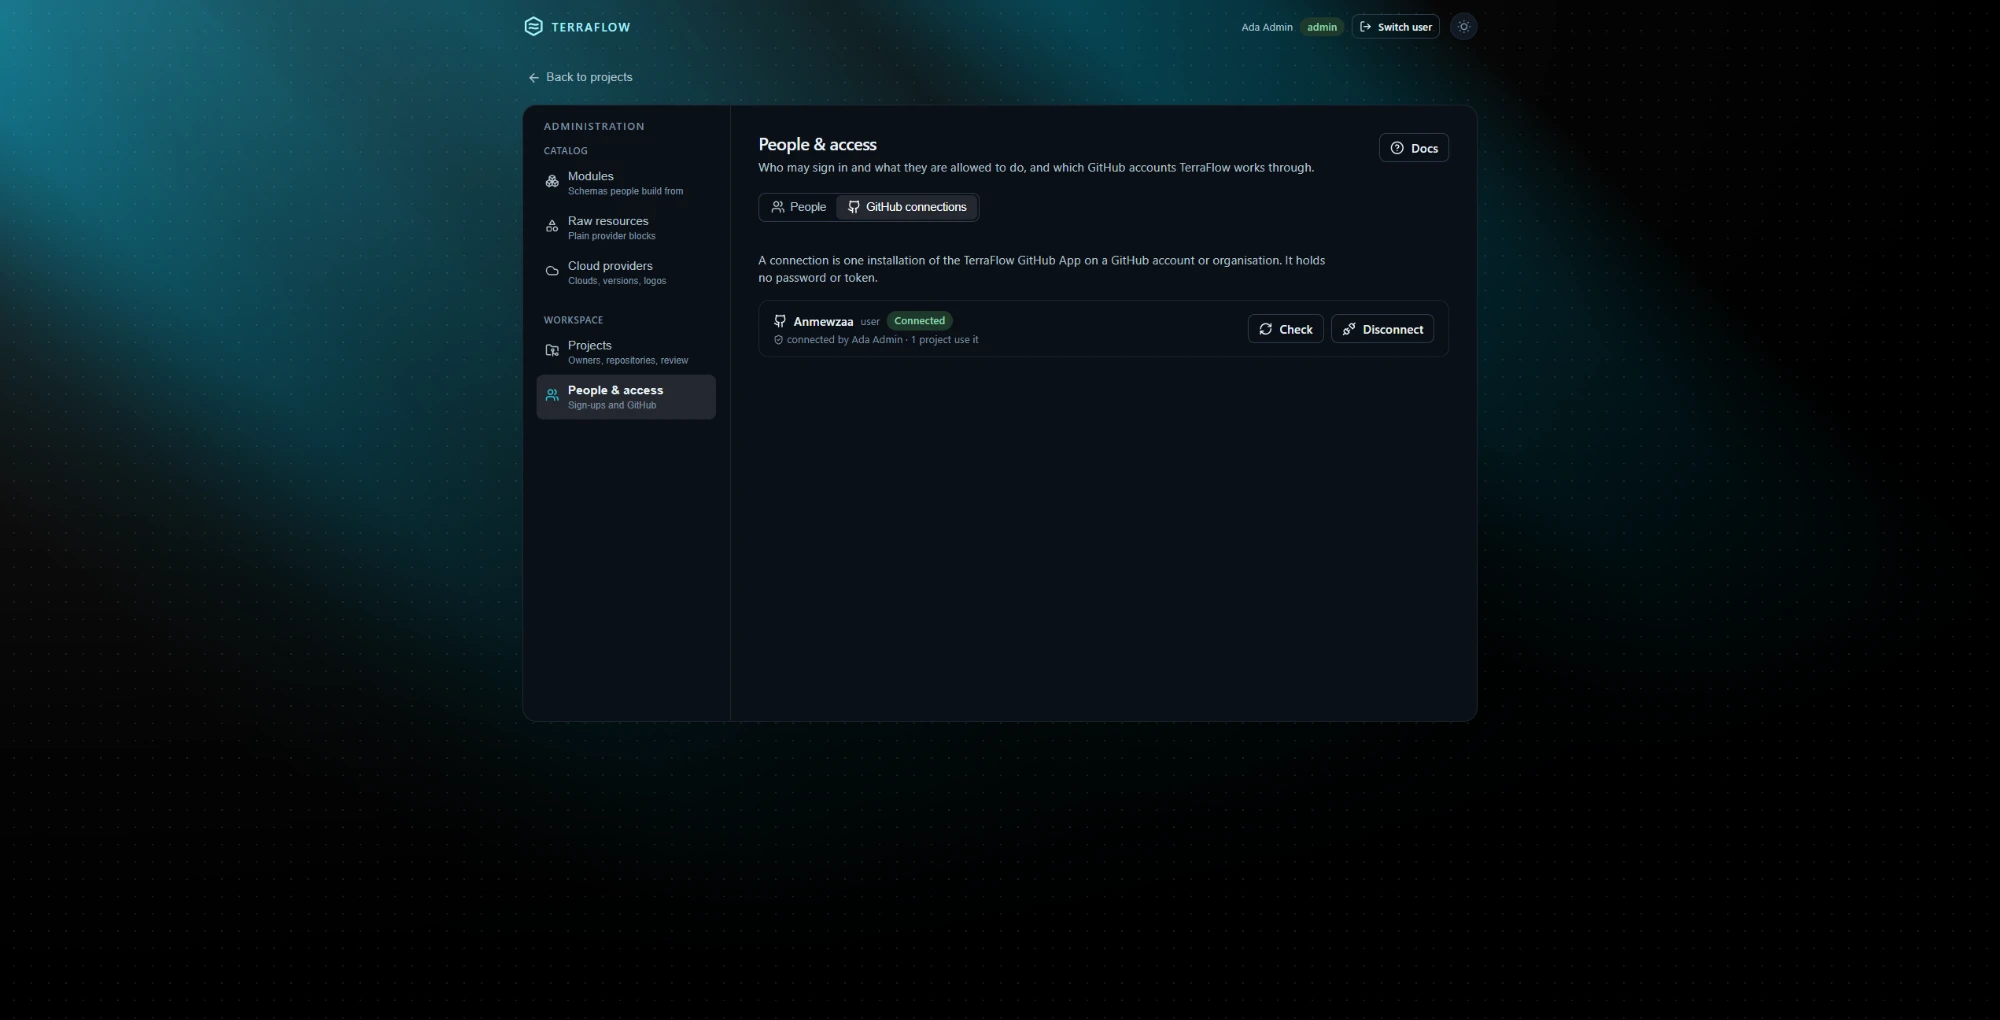 TERRAFLOW
Ada Admin admin Switch user
Back to projects
ADMINISTRATION
CATALOG
Modules
Schemas people build from
Raw resources
Plain provider blocks
Cloud providers
Clouds, versions, logos
WORKSPACE
Projects
Owners, repositories, review
People & access
Sign-ups and GitHub
People & access
Docs
Who may sign in and what they are allowed to do, and which GitHub accounts TerraFlow works through.
People GitHub connections
A connection is one installation of the TerraFlow GitHub App on a GitHub account or organisation. It holds
no password or token.
Anmewzaa user Connected
connected by Ada Admin · 1 project use it
Check Disconnect